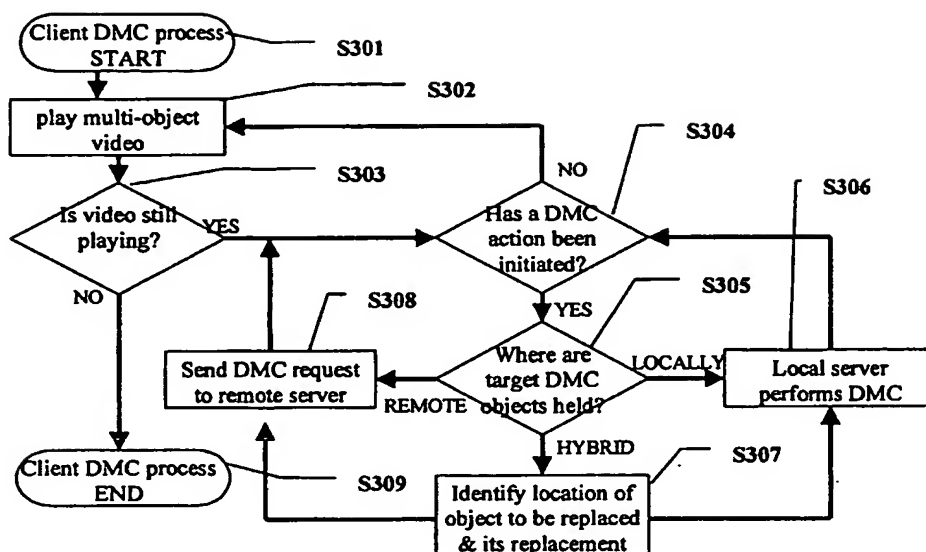 Client DMC process
START
S301
S302
play multi-object
video
S303
S304
NO
S306
Is video still
playing?
YES
Has a DMC
action been
initiated?
NO
S308
YES
S305
Send DMC request
to remote server
REMOTE
Where are
target DMC
objects held?
LOCALLY
Local server
performs DMC
HYBRID
S307
Client DMC process
END
S309
Identify location of
object to be replaced
& its replacement